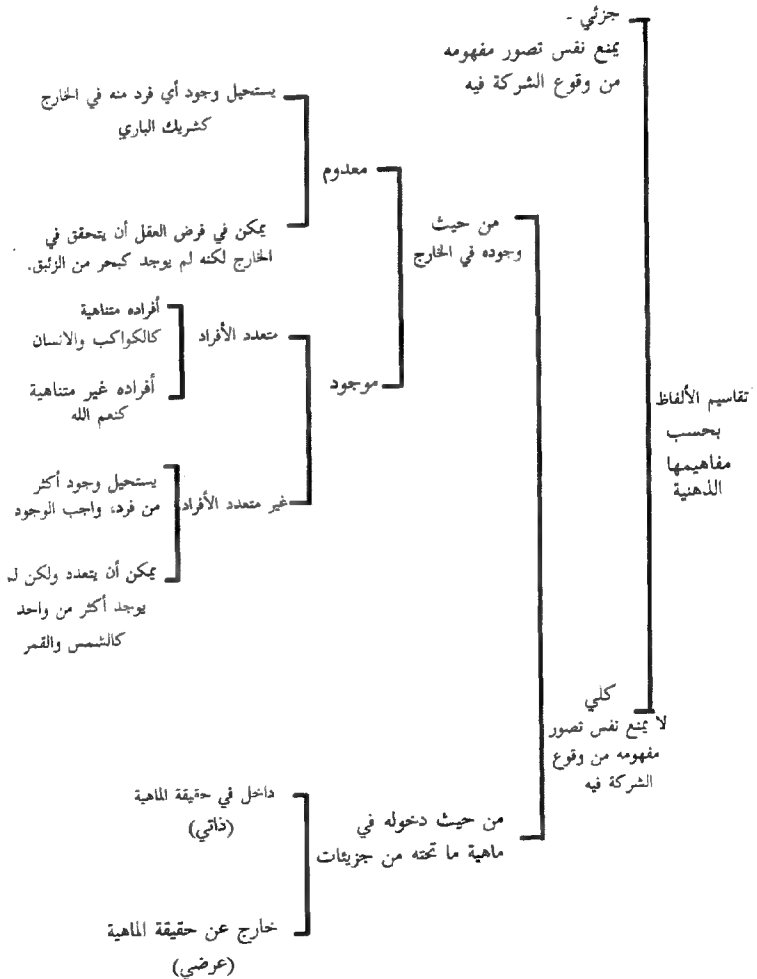 تقاسيم الألفاظ
بحسب
مفاهيمها
الذهنية
جزئي -
يمنع نفس تصور مفهومه
من وقوع الشركة فيه
كلي
لا يمنع نفس تصور
مفهومه من وقوع
الشركة فيه
من حيث
وجوده في الخارج
معدوم
يستحيل وجود أي فرد منه في الخارج
كشريك الباري
يمكن في فرض العقل أن يتحقق في
الخارج لكنه لم يوجد كبحر من الزئبق.
موجود
متعدد الأفراد
أفراده متناهية
كالكواكب والانسان
أفراده غير متناهية
كنعم الله
غير متعدد الأفراد
يستحيل وجود أكثر
من فرد، واجب الوجود
يمكن أن يتعدد ولكن لم
يوجد أكثر من واحد
كالشمس والقمر
من حيث دخوله في
ماهية ما تحته من جزيئات
داخل في حقيقة الماهية
(ذاتي)
خارج عن حقيقة الماهية
(عرضي)